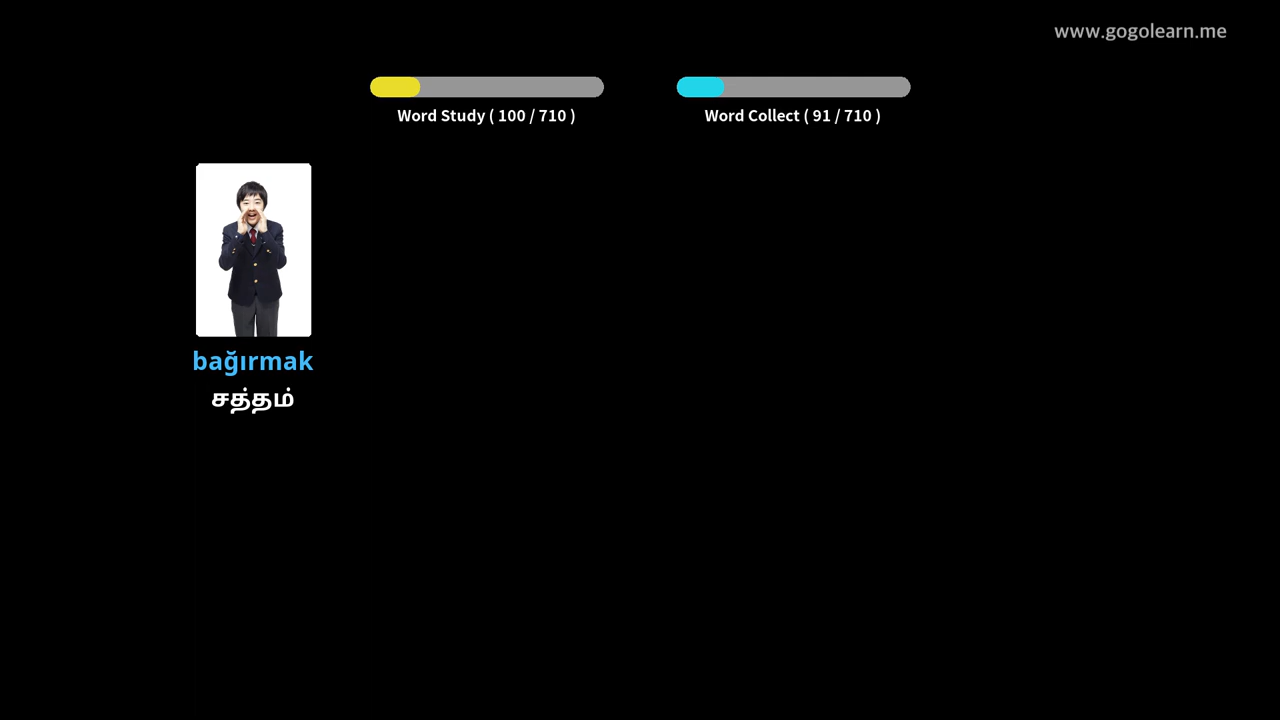 www.gogolearn.me
Word Study ( 100 / 710 )
Word Collect ( 91 / 710 )
bağırmak
சத்தம்